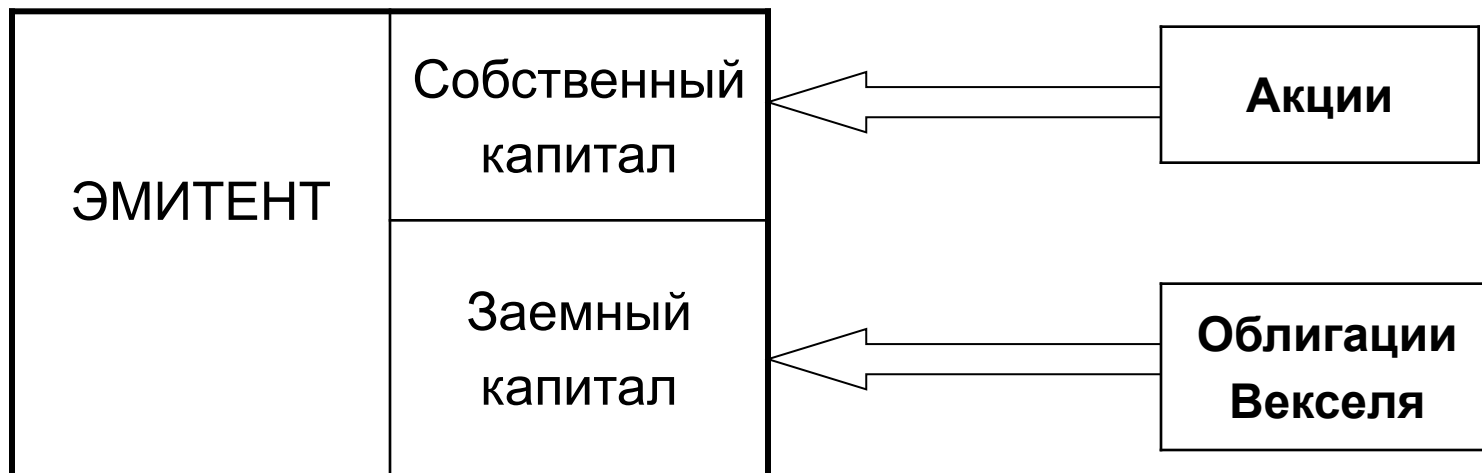 ЭМИТЕНТ
Собственный
капитал
Акции
Заемный
капитал
Облигации
Векселя